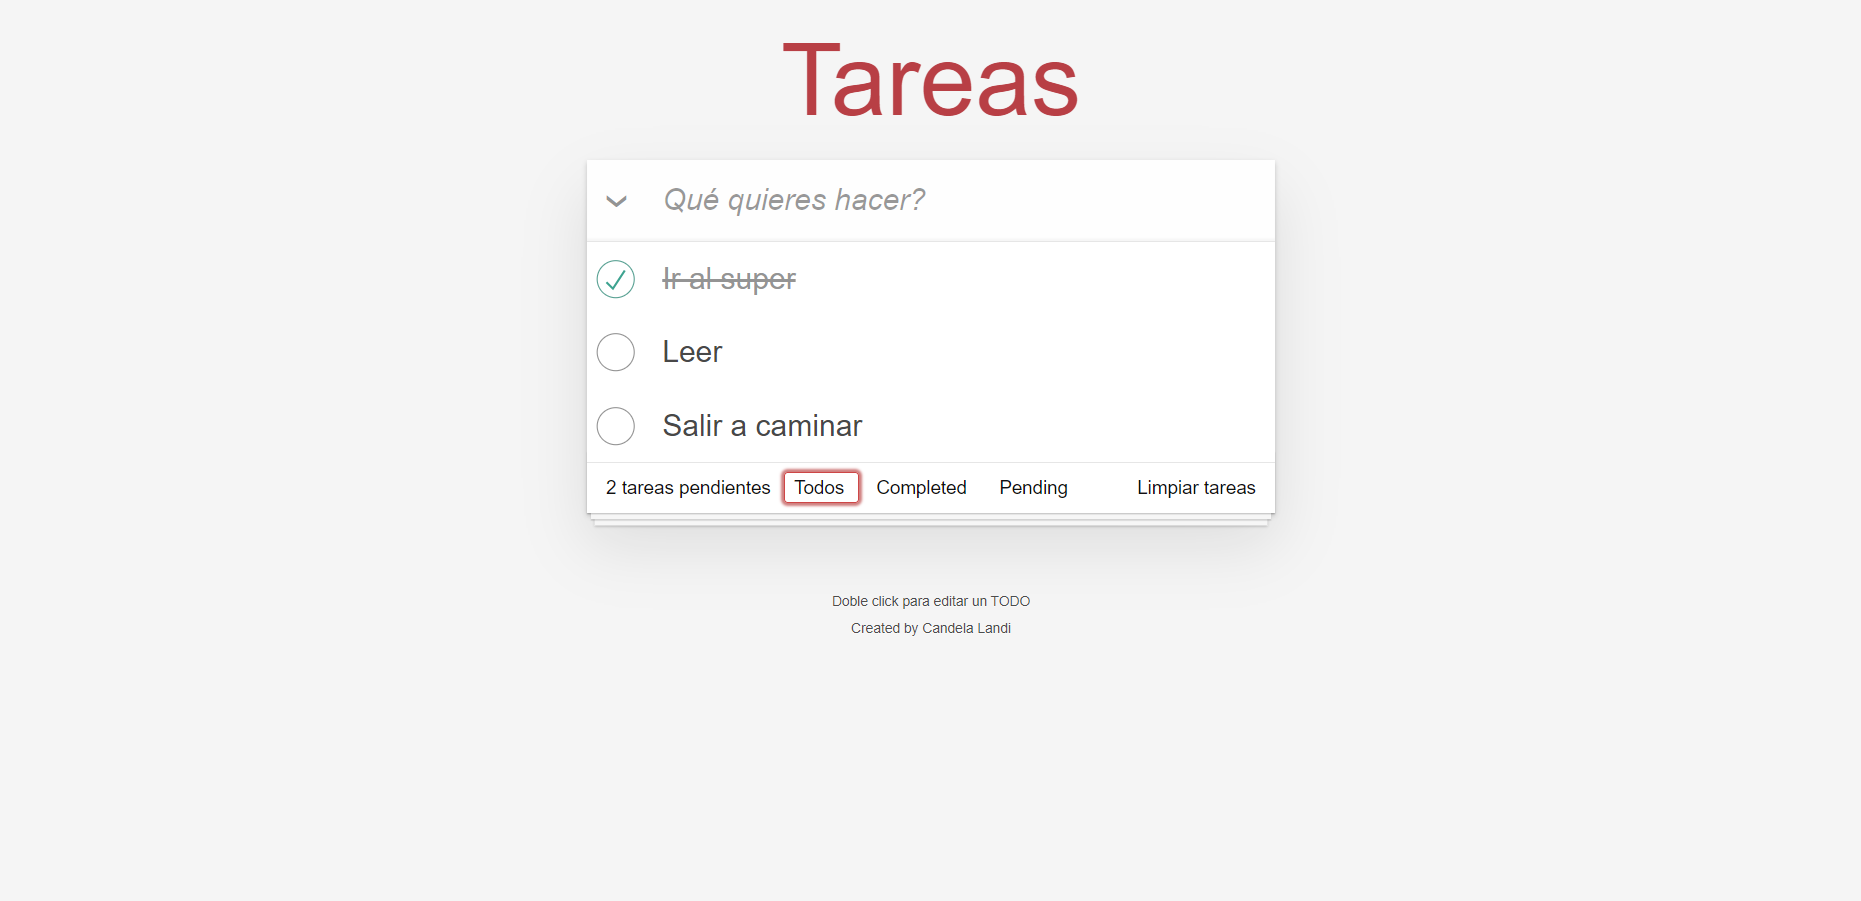 Tareas
Qué quieres hacer?
Ir al super
Leer
Salir a caminar
2 tareas pendientes Todos Completed Pending Limpiar tareas
Doble click para editar un TODO
Created by Candela Landi